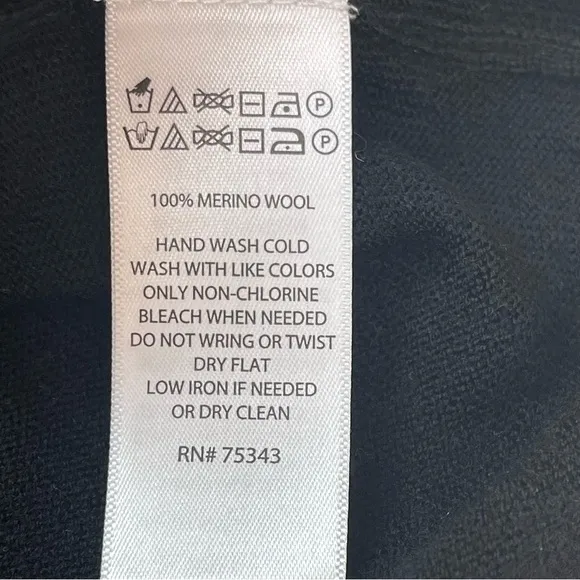 P
P
100% MERINO WOOL
HAND WASH COLD
WASH WITH LIKE COLORS
ONLY NON-CHLORINE
BLEACH WHEN NEEDED
DO NOT WRING OR TWIST
DRY FLAT
LOW IRON IF NEEDED
OR DRY CLEAN
RN# 75343